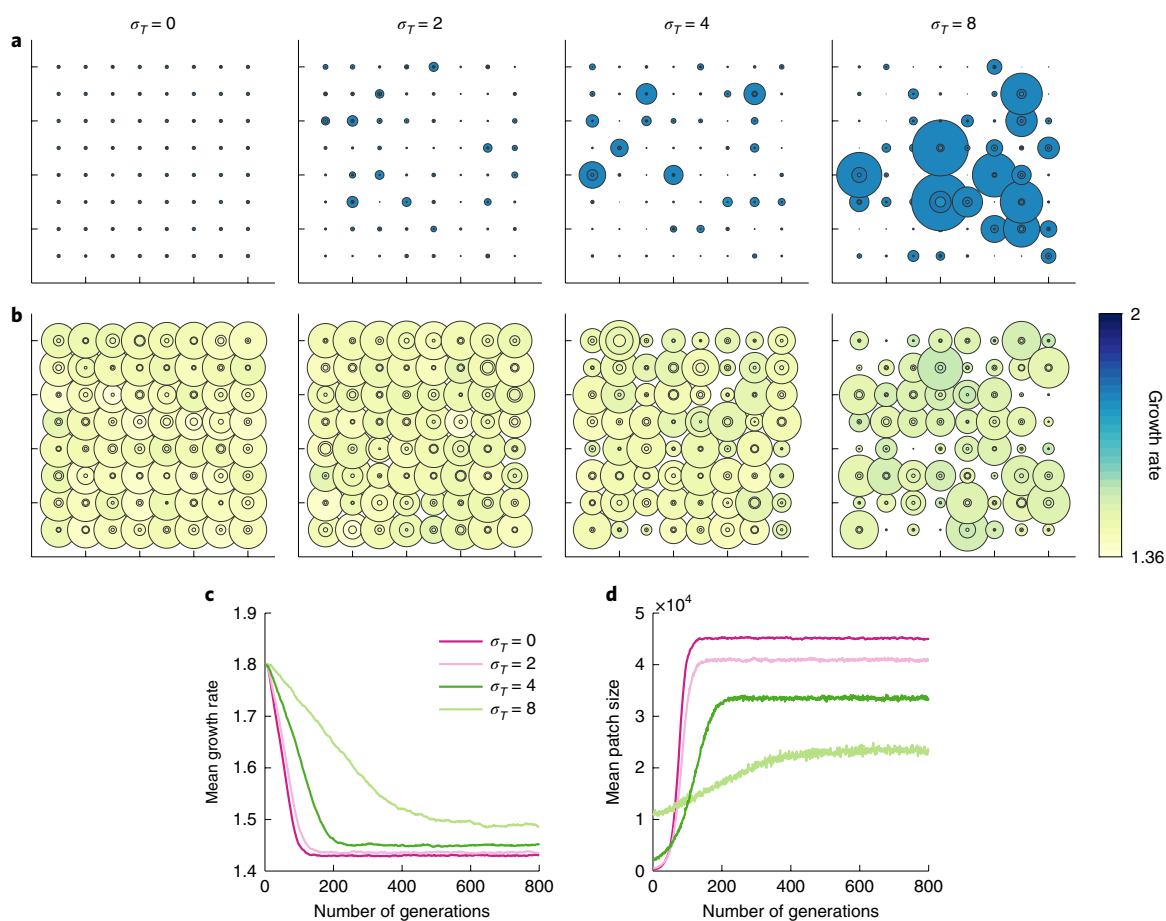 σT = 0 σT = 2 σT = 4 σT = 8
a
b
2
Growth rate
1.36
c
1.9
1.8
1.7
1.6
1.5
1.4
Mean growth rate
0 200 400 600 800
Number of generations
σT = 0
σT = 2
σT = 4
σT = 8
d
×10⁴
5
4
3
2
1
0
Mean patch size
0 200 400 600 800
Number of generations